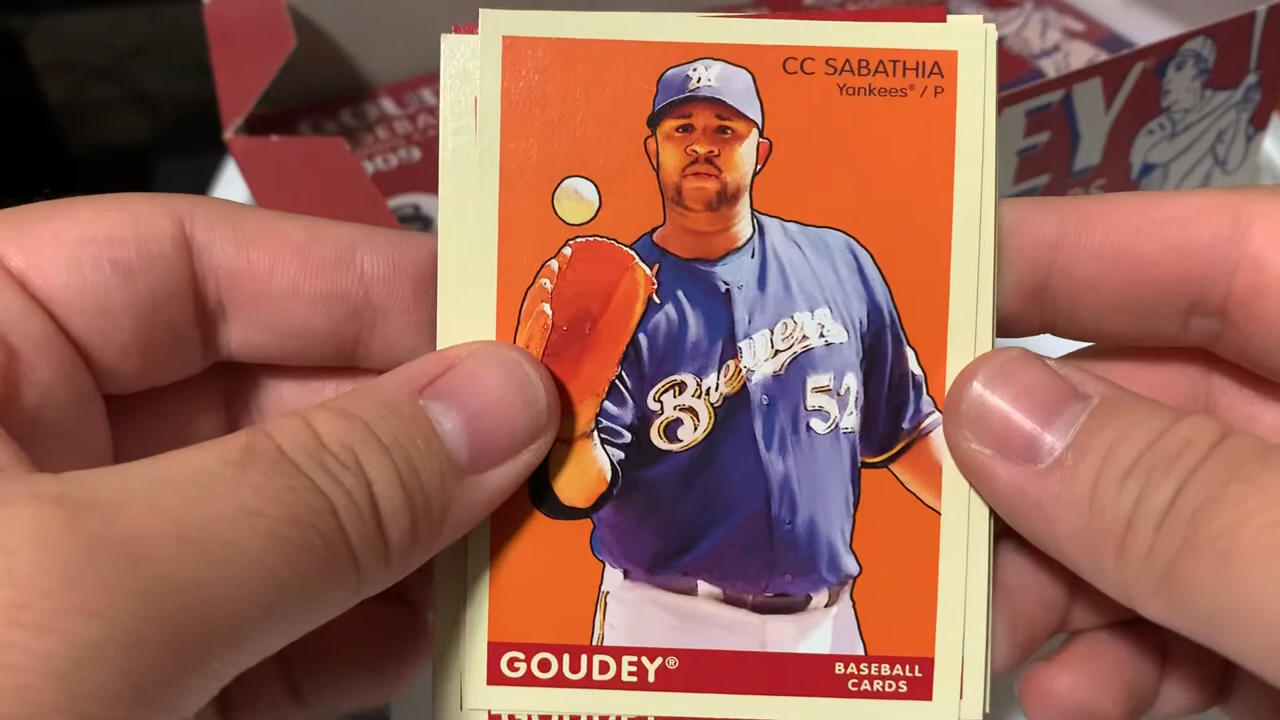 CC SABATHIA
Yankees® / P
EY
Brewers
52
GOUDEY®
BASEBALL
CARDS